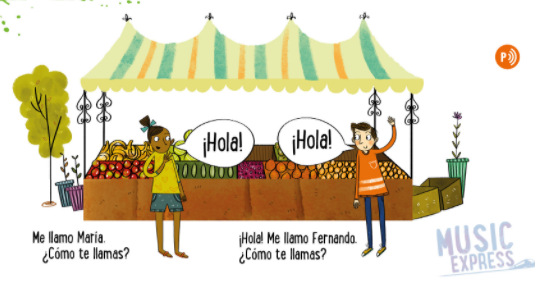 P
¡Hola!
¡Hola!
Me llamo María.
¿Cómo te llamas?
¡Hola! Me llamo Fernando.
¿Cómo te llamas?
MUSIC
EXPRESS